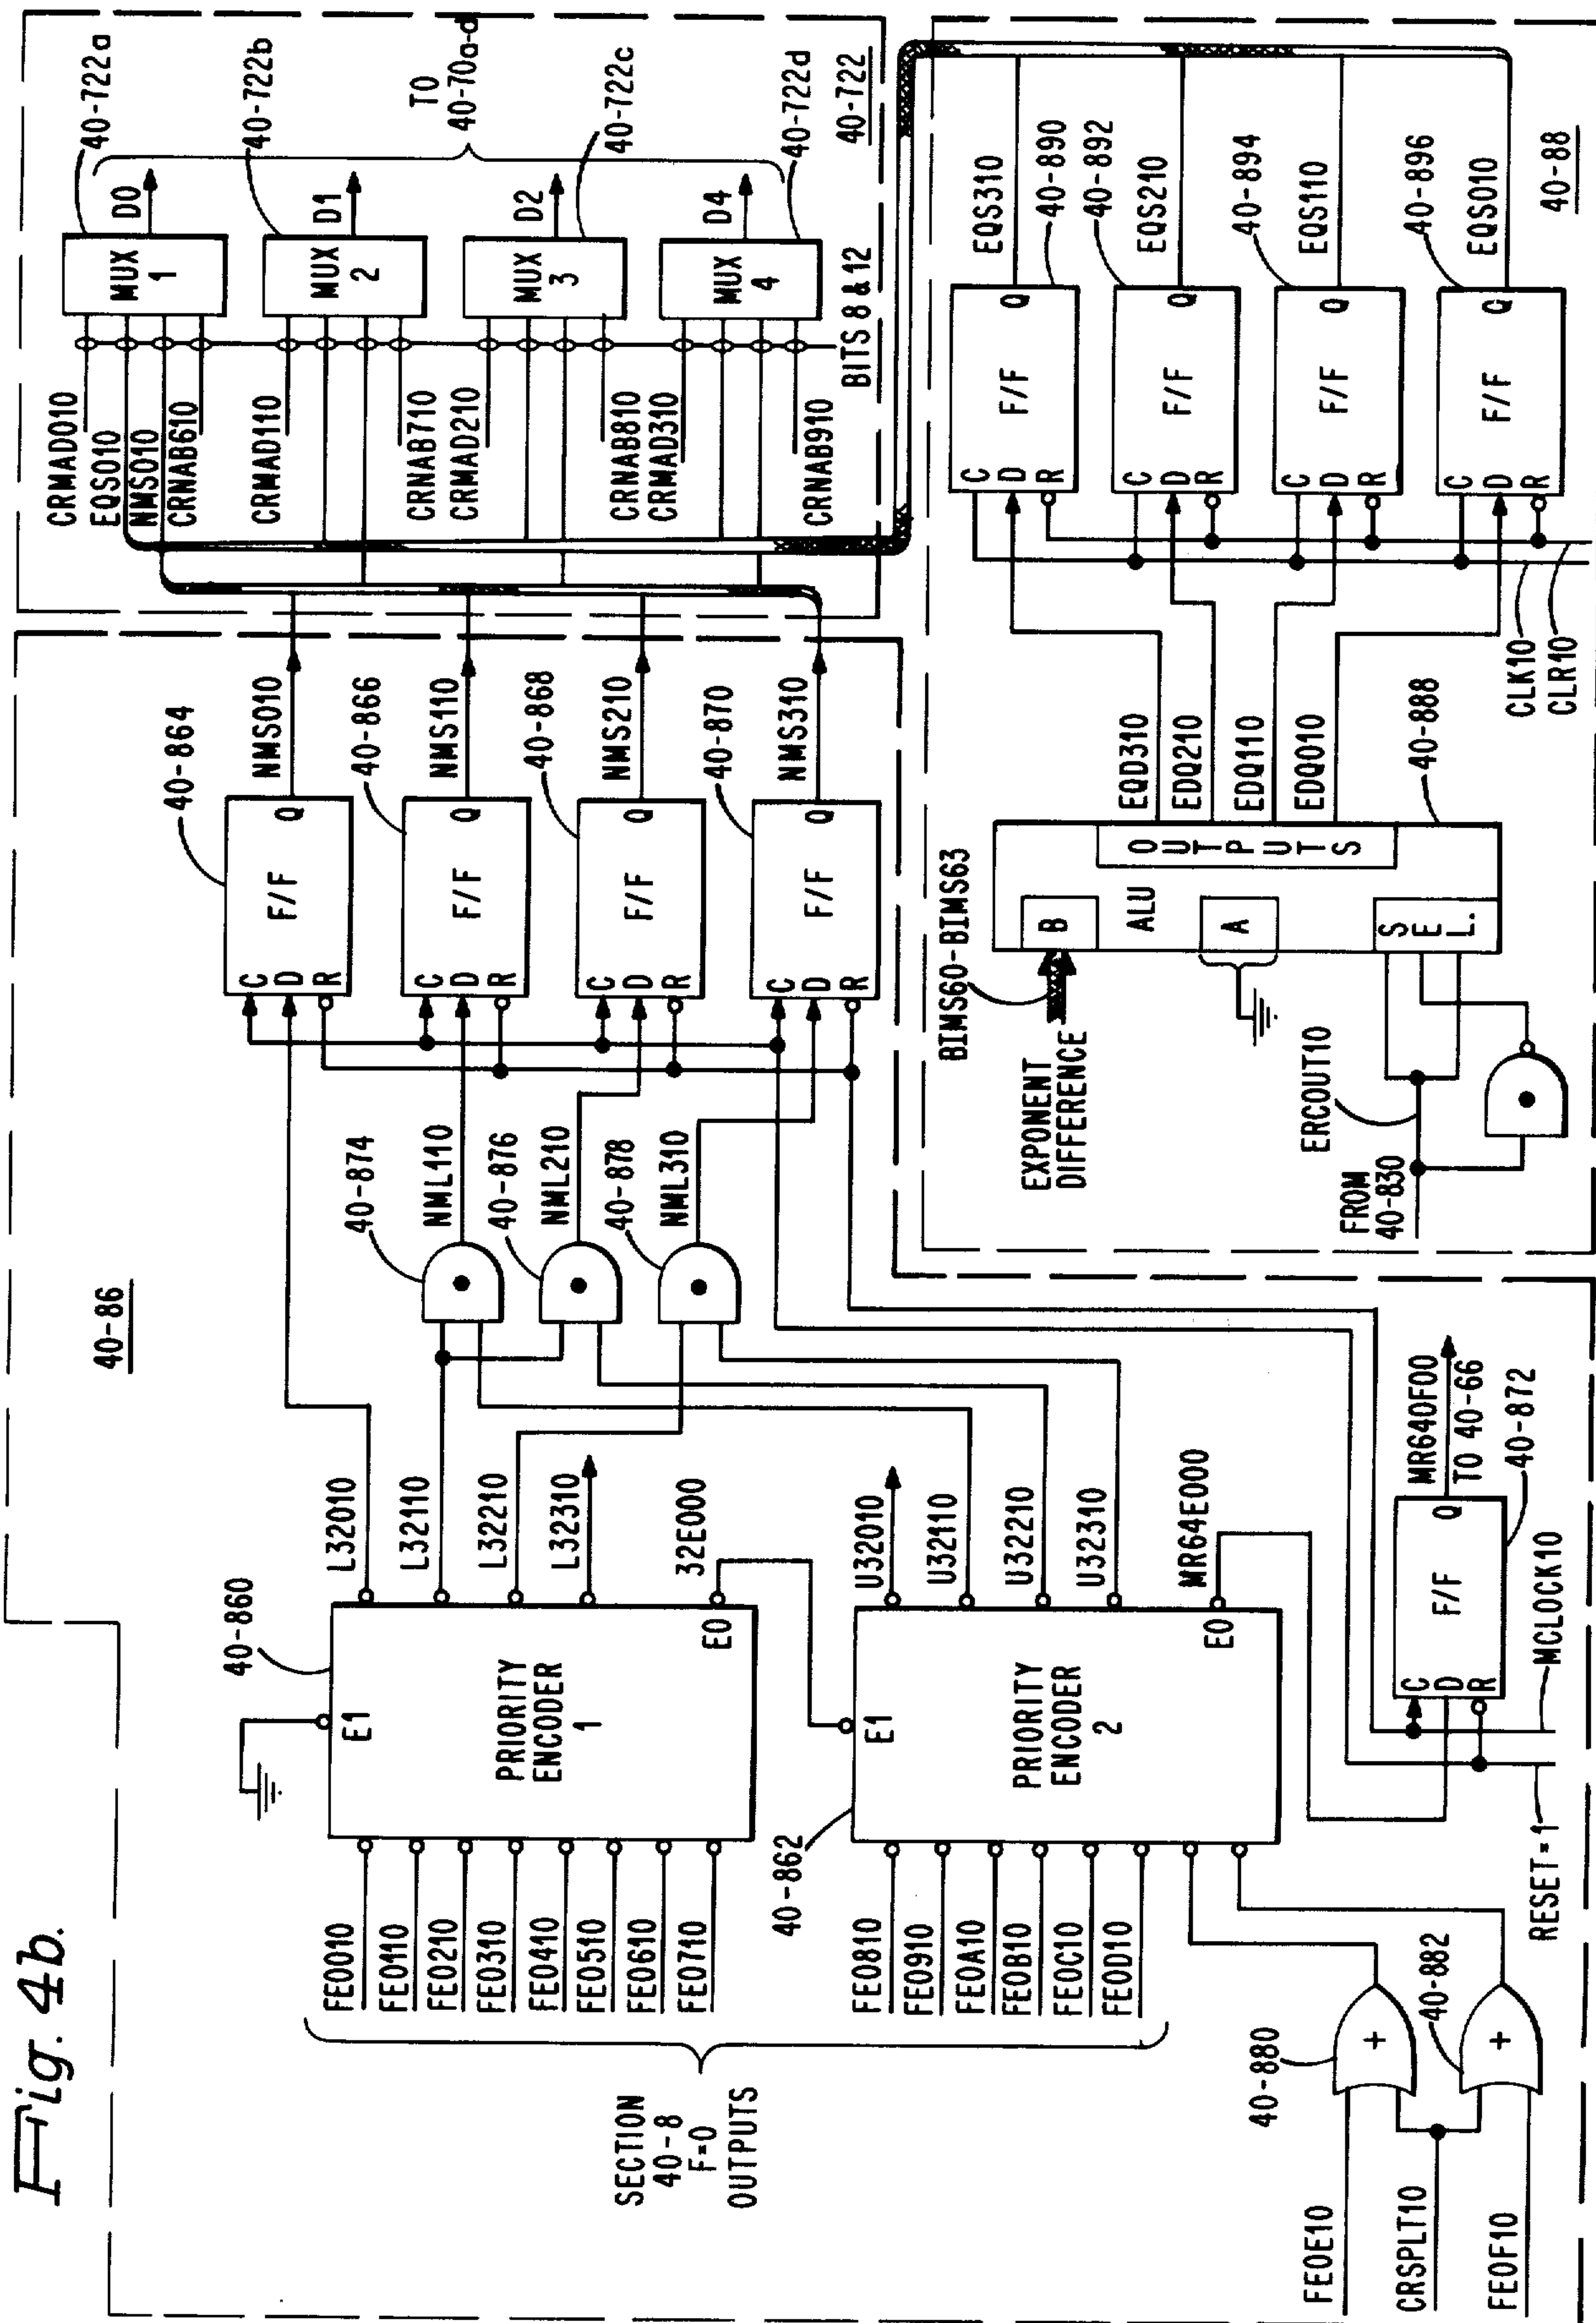 Fig. 4b.
40-86
SECTION
40-8
F=0
OUTPUTS
FE0010
FE0110
FE0210
FE0310
FE0410
FE0510
FE0610
FE0710
40-860
E1
PRIORITY
ENCODER
1
E0
L32010
L32110
L32210
L32310
32E000
40-862
FE0810
FE0910
FE0A10
FE0B10
FE0C10
FE0D10
E1
PRIORITY
ENCODER
2
E0
U32010
U32110
U32210
U32310
MR64E000
FE0E10
CRSPLT10
FE0F10
40-880
+
40-882
+
RESET=1
MCLOCK10
C
D
R
F/F
Q
MR640F00
TO 40-66
40-872
40-874
NML110
40-876
NML210
40-878
NML310
40-864
C
D
R
F/F
Q
NMS010
40-866
C
D
R
F/F
Q
NMS110
40-868
C
D
R
F/F
Q
NMS210
40-870
C
D
R
F/F
Q
NMS310
CRMAD010
EQS010
NMS010
CRNAB610
CRMAD110
CRNAB710
CRMAD210
CRNAB810
CRMAD310
CRNAB910
BITS 8 & 12
MUX
1
D0
40-722a
MUX
2
D1
40-722b
MUX
3
D2
40-722c
MUX
4
D4
40-722d
TO
40-70a-d
40-722
FROM
40-830
ERCOUT10
EXPONENT
DIFFERENCE
BIMS60-BIMS63
B
ALU
A
SEL.
OUTPUTS
40-888
EQD310
EDQ210
EDQ110
EDQ010
CLK10
CLR10
C
D
R
F/F
Q
EQS310
40-890
C
D
R
F/F
Q
40-892
EQS210
C
D
R
F/F
Q
40-894
EQS110
C
D
R
F/F
Q
40-896
EQS010
40-88